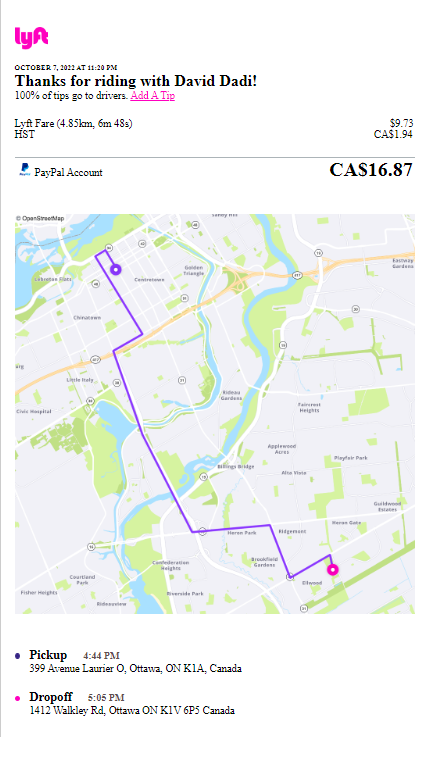 lyft
OCTOBER 7, 2022 AT 11:20 PM
Thanks for riding with David Dadi!
100% of tips go to drivers. Add A Tip
Lyft Fare (4.85km, 6m 48s) $9.73
HST CA$1.94
PayPal Account CA$16.87
© OpenStreetMap
Eastway Gardens
Golden Triangle
Lebreton Flats
Centretown
Chinatown
Little Italy
Rideau Gardens
Civic Hospital
Fairmont Heights
Applewood Acres
Playfair Park
Billings Bridge
Alta Vista
Guildwood Estates
Heron Gate
Heron Park
Ridgemont
Brookfield Gardens
Confederation Heights
Courtland Park
Ellwood
Fisher Heights
Riverside Park
Rideauview
Pickup 4:44 PM
399 Avenue Laurier O, Ottawa, ON K1A, Canada
Dropoff 5:05 PM
1412 Walkley Rd, Ottawa ON K1V 6P5 Canada